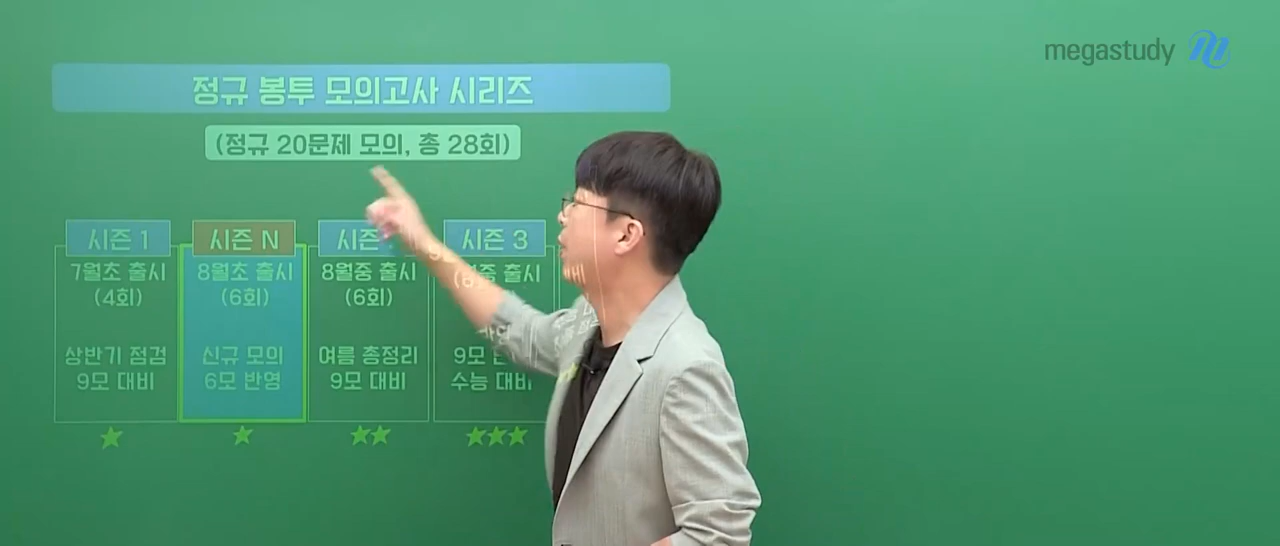 megastudy
정규 봉투 모의고사 시리즈
(정규 20문제 모의, 총 28회)
시즌 1
7월초 출시
(4회)
상반기 점검
9모 대비
★
시즌 N
8월초 출시
(6회)
신규 모의
6모 반영
★
시즌
8월중 출시
(6회)
여름 총정리
9모 대비
★★
시즌 3
중 출시
9모
수능 대비
★★★